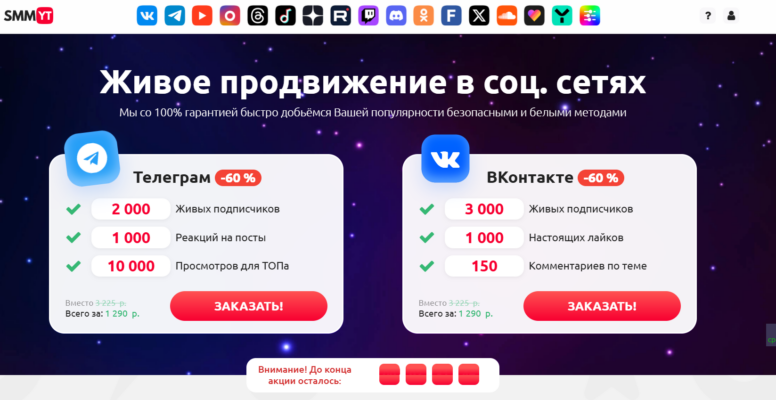 SMMYT
?
Живое продвижение в соц. сетях
Мы со 100% гарантией быстро добьёмся Вашей популярности безопасными и белыми методами
Телеграм -60 %
2 000 Живых подписчиков
1 000 Реакций на посты
10 000 Просмотров для ТОПа
Вместо 3 225 р.
Всего за: 1 290 р.
ЗАКАЗАТЬ!
ВКонтакте -60 %
3 000 Живых подписчиков
1 000 Настоящих лайков
150 Комментариев по теме
Вместо 3 225 р.
Всего за: 1 290 р.
ЗАКАЗАТЬ!
Внимание! До конца
акции осталось: